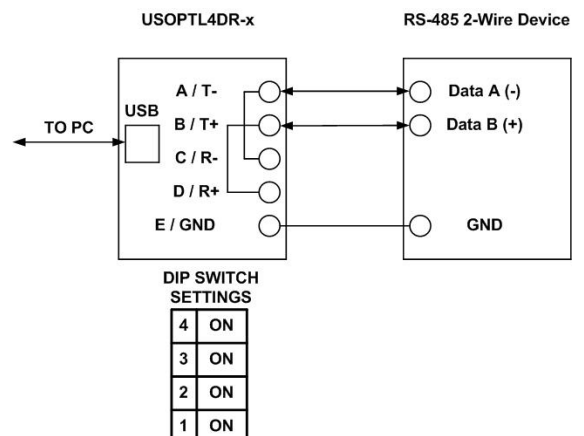 USOPTL4DR-x
RS-485 2-Wire Device
A / T-
Data A (-)
USB
B / T+
Data B (+)
TO PC
C / R-
D / R+
E / GND
GND
DIP SWITCH
SETTINGS
4 ON
3 ON
2 ON
1 ON